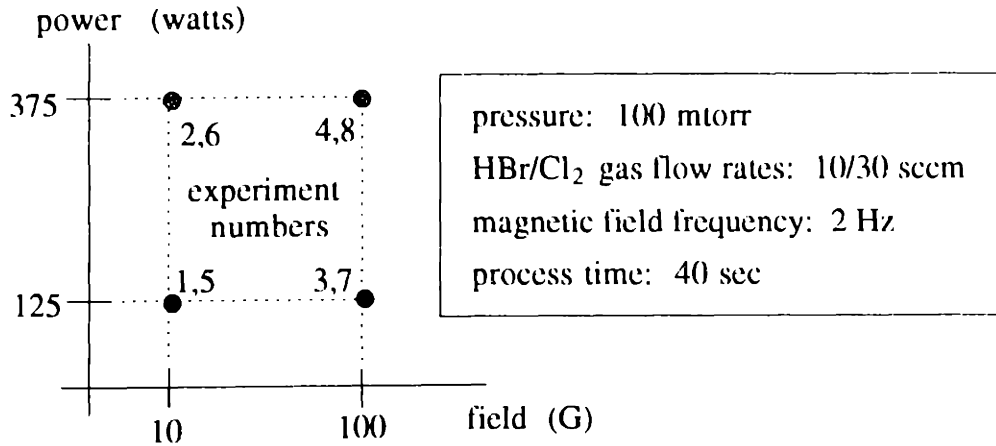 power (watts)
375
2,6
4,8
experiment
numbers
1,5
3,7
125
10
100
field (G)
pressure: 100 mtorr
HBr/Cl₂ gas flow rates: 10/30 sccm
magnetic field frequency: 2 Hz
process time: 40 sec